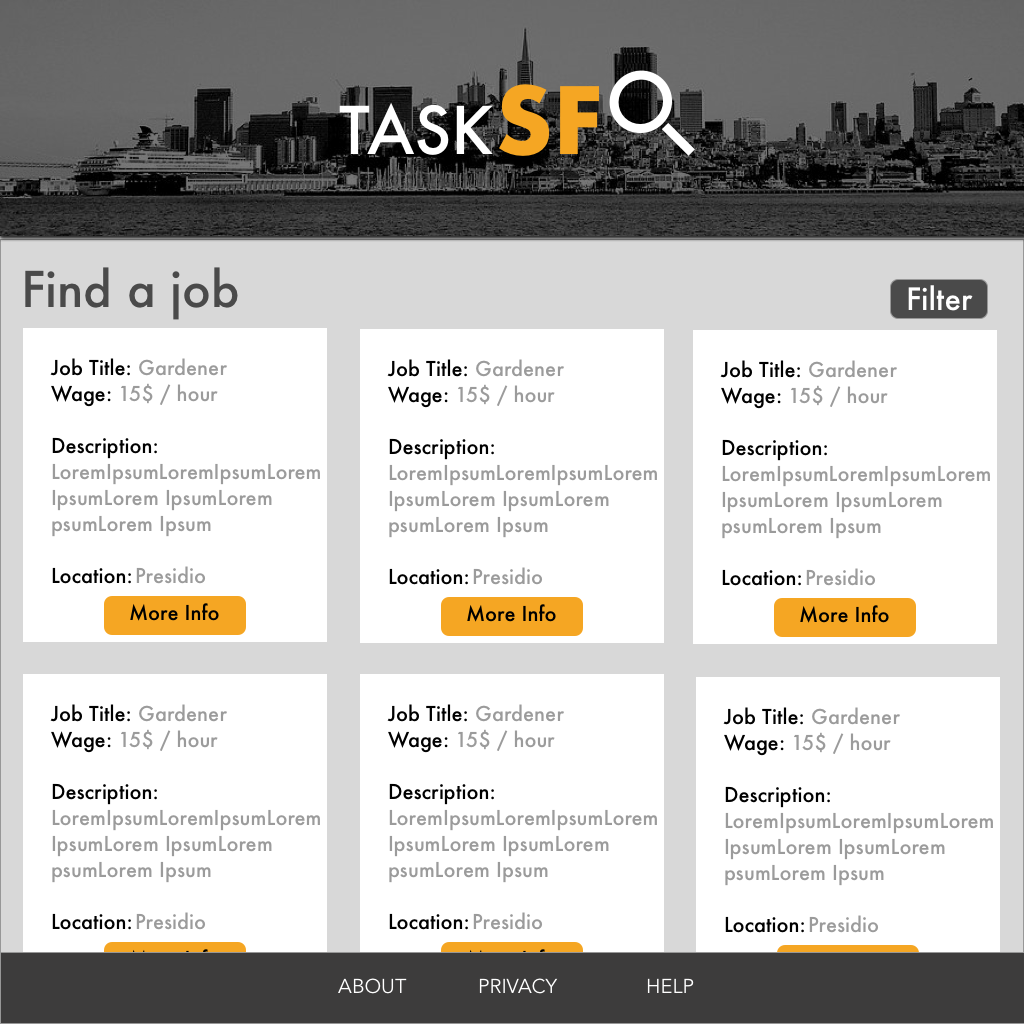 TASKSF
Find a job
Filter
Job Title: Gardener
Wage: 15$ / hour
Description:
LoremIpsumLoremIpsumLorem
IpsumLorem IpsumLorem
psumLorem Ipsum
Location: Presidio
More Info
Job Title: Gardener
Wage: 15$ / hour
Description:
LoremIpsumLoremIpsumLorem
IpsumLorem IpsumLorem
psumLorem Ipsum
Location: Presidio
More Info
Job Title: Gardener
Wage: 15$ / hour
Description:
LoremIpsumLoremIpsumLorem
IpsumLorem IpsumLorem
psumLorem Ipsum
Location: Presidio
More Info
Job Title: Gardener
Wage: 15$ / hour
Description:
LoremIpsumLoremIpsumLorem
IpsumLorem IpsumLorem
psumLorem Ipsum
Location: Presidio
Job Title: Gardener
Wage: 15$ / hour
Description:
LoremIpsumLoremIpsumLorem
IpsumLorem IpsumLorem
psumLorem Ipsum
Location: Presidio
Job Title: Gardener
Wage: 15$ / hour
Description:
LoremIpsumLoremIpsumLorem
IpsumLorem IpsumLorem
psumLorem Ipsum
Location: Presidio
ABOUT PRIVACY HELP